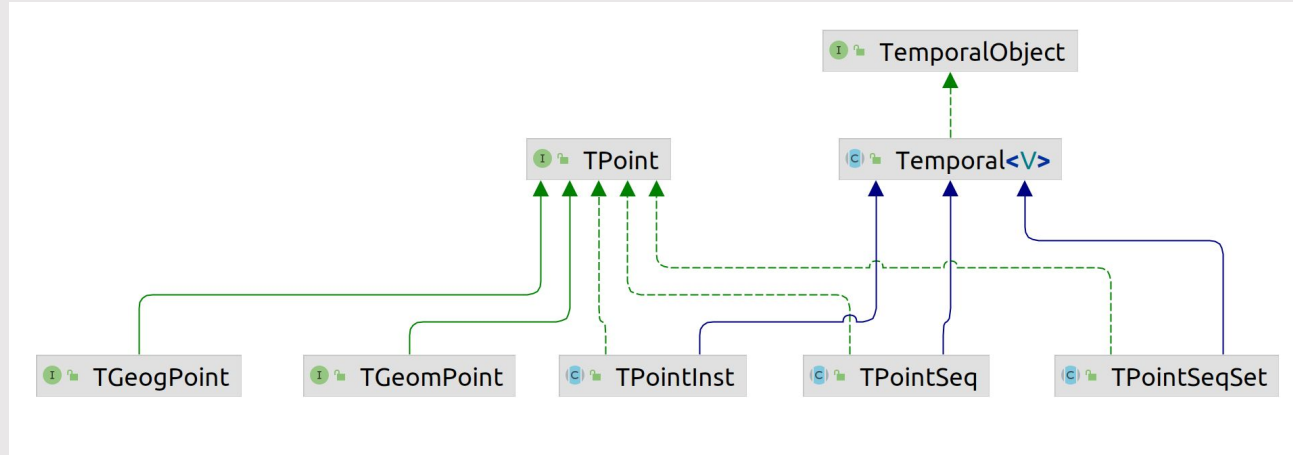 I TemporalObject
I TPoint
C Temporal<V>
I TGeogPoint
I TGeomPoint
C TPointInst
C TPointSeq
C TPointSeqSet